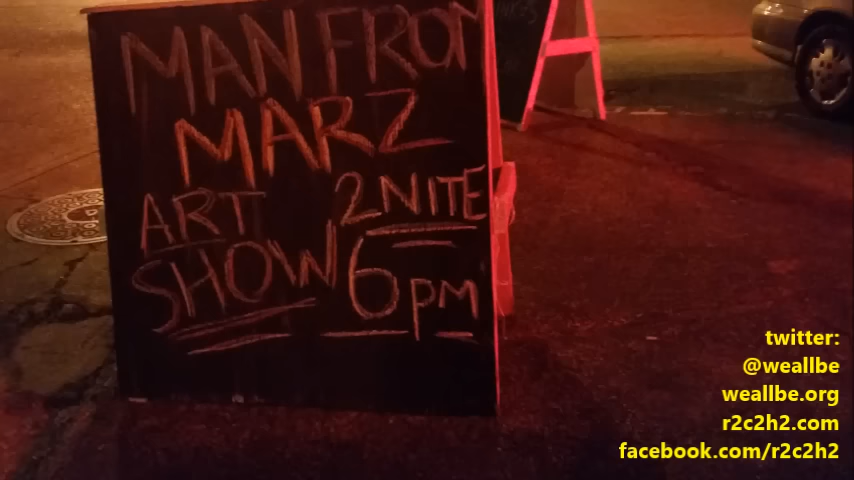 MAN FROM
MARZ
ART 2NITE
SHOW 6PM
twitter:
@weallbe
weallbe.org
r2c2h2.com
facebook.com/r2c2h2